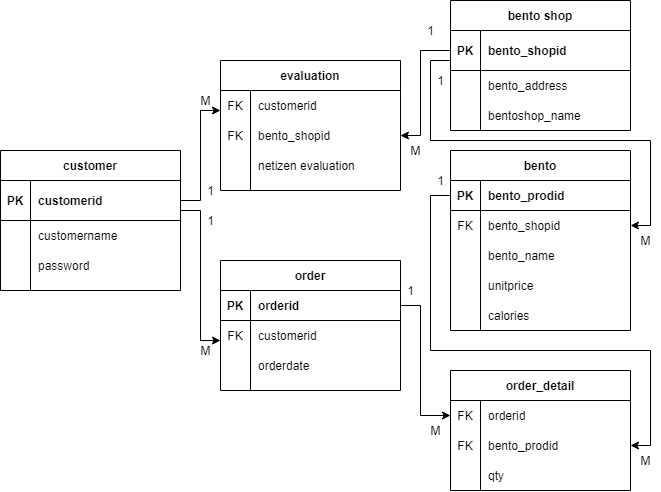 customer
PK customerid
customername
password
1
1
M
M
evaluation
FK customerid
FK bento_shopid
netizen evaluation
order
PK orderid
FK customerid
orderdate
1
M
bento shop
PK bento_shopid
bento_address
bentoshop_name
1
1
M
M
bento
PK bento_prodid
FK bento_shopid
bento_name
unitprice
calories
1
M
order_detail
FK orderid
FK bento_prodid
qty